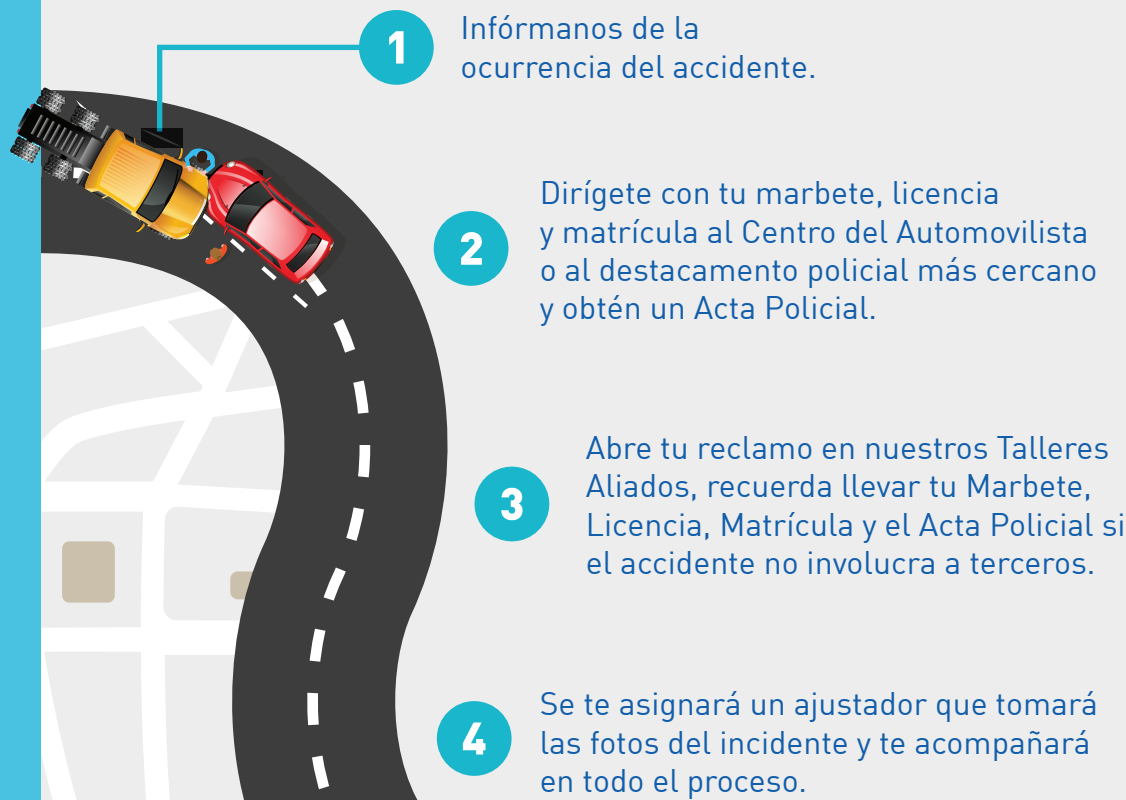 1
Infórmanos de la
ocurrencia del accidente.
2
Dirígete con tu marbete, licencia
y matrícula al Centro del Automovilista
o al destacamento policial más cercano
y obtén un Acta Policial.
3
Abre tu reclamo en nuestros Talleres
Aliados, recuerda llevar tu Marbete,
Licencia, Matrícula y el Acta Policial si
el accidente no involucra a terceros.
4
Se te asignará un ajustador que tomará
las fotos del incidente y te acompañará
en todo el proceso.